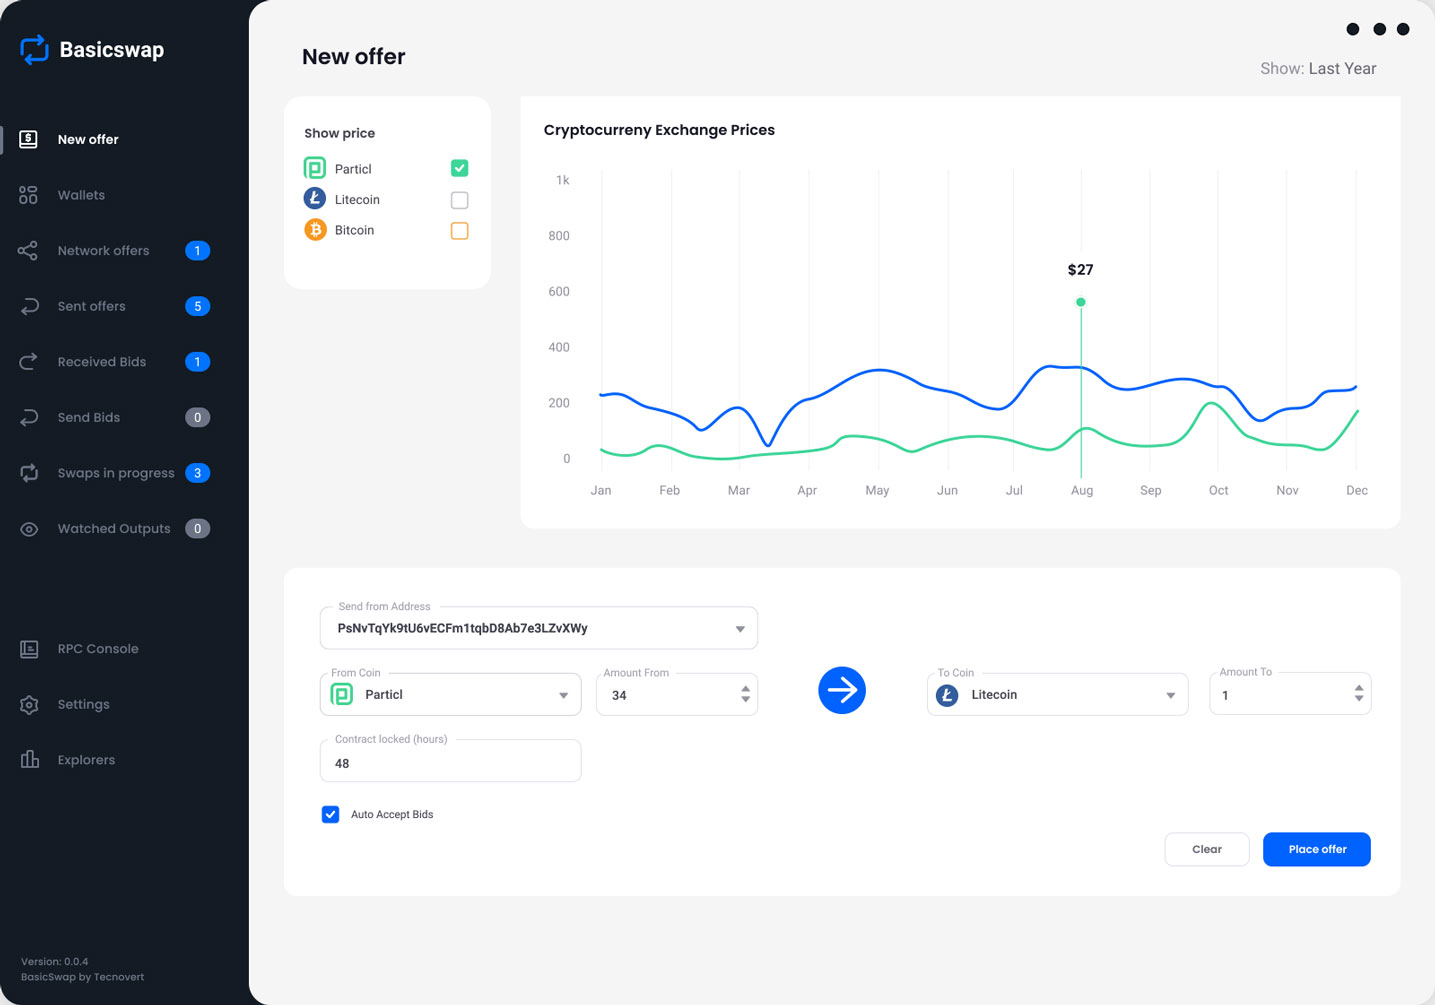 Basicswap
New offer
Wallets
Network offers 1
Sent offers 5
Received Bids 1
Send Bids 0
Swaps in progress 3
Watched Outputs 0
RPC Console
Settings
Explorers
Version: 0.0.4
BasicSwap by Tecnovert
New offer
Show: Last Year
Show price
Particl
Litecoin
Bitcoin
Cryptocurreny Exchange Prices
1k
800
600
400
200
0
$27
Jan Feb Mar Apr May Jun Jul Aug Sep Oct Nov Dec
Send from Address
PsNvTqYk9tU6vECFm1tqbD8Ab7e3LZvXWy
From Coin
Particl
Amount From
34
To Coin
Litecoin
Amount To
1
Contract locked (hours)
48
Auto Accept Bids
Clear
Place offer